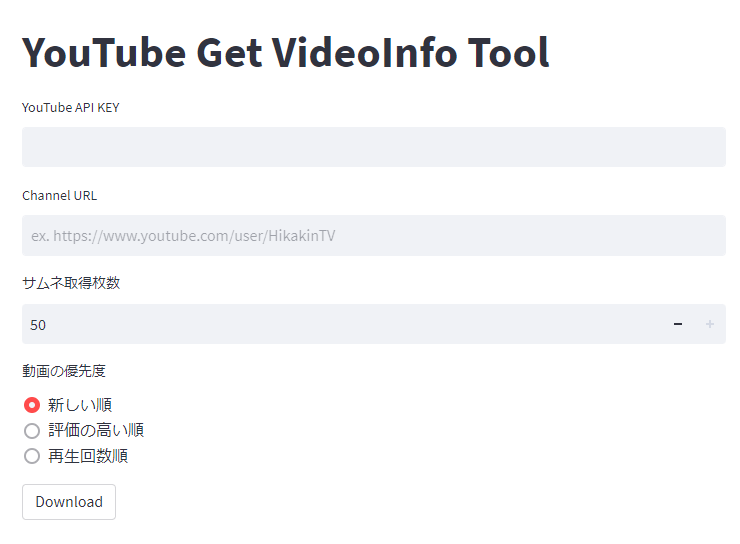 YouTube Get VideoInfo Tool
YouTube API KEY
Channel URL
ex. https://www.youtube.com/user/HikakinTV
サムネ取得枚数
50
動画の優先度
新しい順
評価の高い順
再生回数順
Download